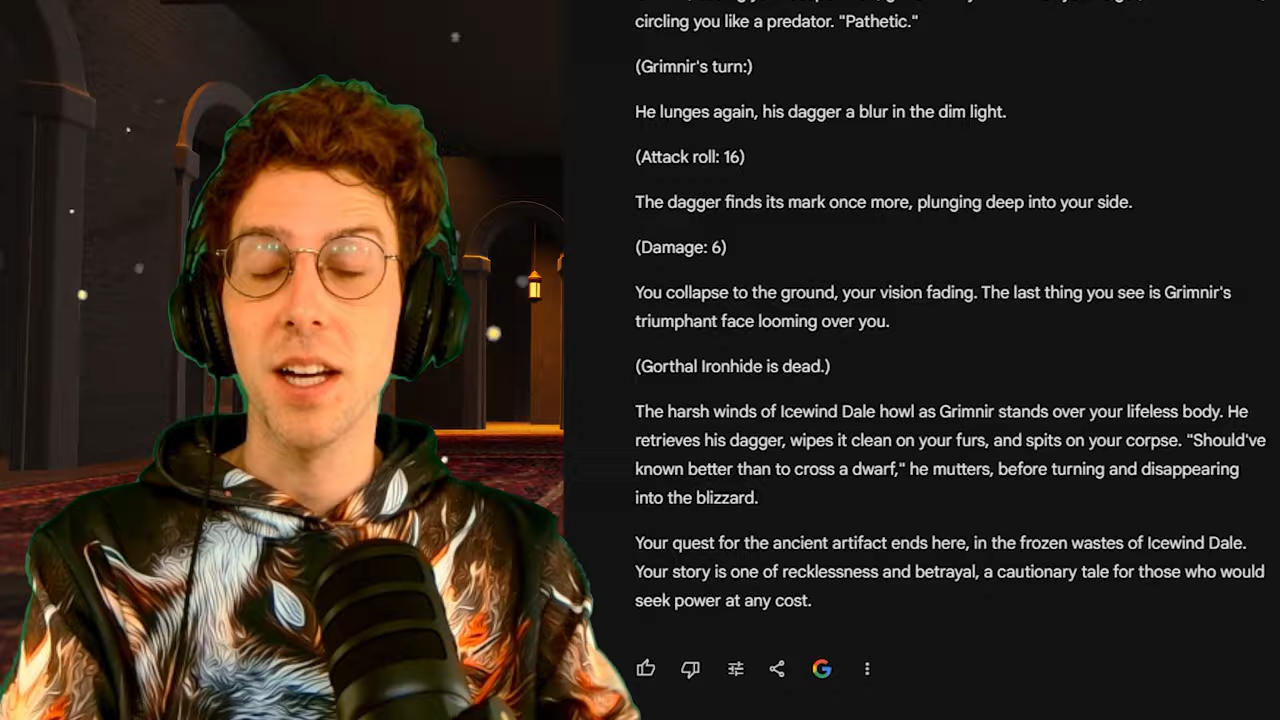 circling you like a predator. "Pathetic."
(Grimnir's turn:)
He lunges again, his dagger a blur in the dim light.
(Attack roll: 16)
The dagger finds its mark once more, plunging deep into your side.
(Damage: 6)
You collapse to the ground, your vision fading. The last thing you see is Grimnir's
triumphant face looming over you.
(Gorthal Ironhide is dead.)
The harsh winds of Icewind Dale howl as Grimnir stands over your lifeless body. He
retrieves his dagger, wipes it clean on your furs, and spits on your corpse. "Should've
known better than to cross a dwarf," he mutters, before turning and disappearing
into the blizzard.
Your quest for the ancient artifact ends here, in the frozen wastes of Icewind Dale.
Your story is one of recklessness and betrayal, a cautionary tale for those who would
seek power at any cost.